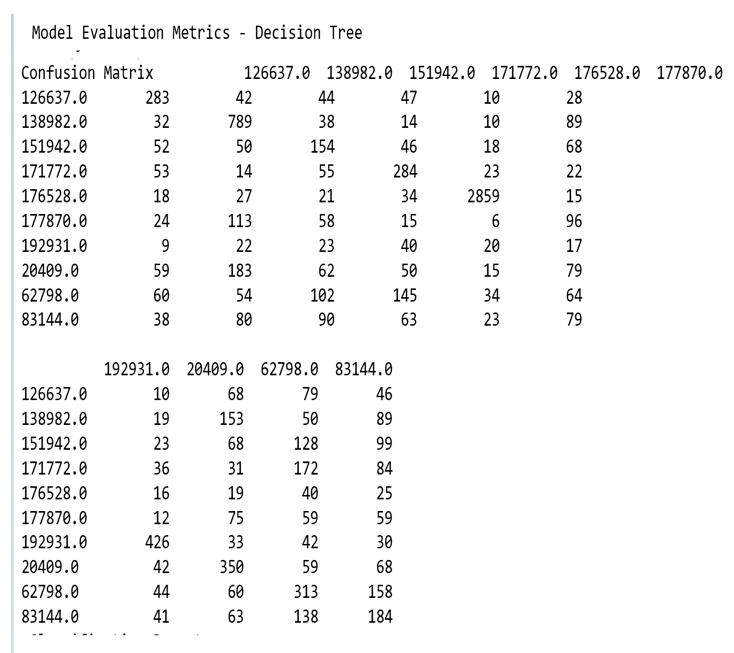 Model Evaluation Metrics - Decision Tree
Confusion Matrix 126637.0 138982.0 151942.0 171772.0 176528.0 177870.0
126637.0 283 42 44 47 10 28
138982.0 32 789 38 14 10 89
151942.0 52 50 154 46 18 68
171772.0 53 14 55 284 23 22
176528.0 18 27 21 34 2859 15
177870.0 24 113 58 15 6 96
192931.0 9 22 23 40 20 17
20409.0 59 183 62 50 15 79
62798.0 60 54 102 145 34 64
83144.0 38 80 90 63 23 79
192931.0 20409.0 62798.0 83144.0
126637.0 10 68 79 46
138982.0 19 153 50 89
151942.0 23 68 128 99
171772.0 36 31 172 84
176528.0 16 19 40 25
177870.0 12 75 59 59
192931.0 426 33 42 30
20409.0 42 350 59 68
62798.0 44 60 313 158
83144.0 41 63 138 184